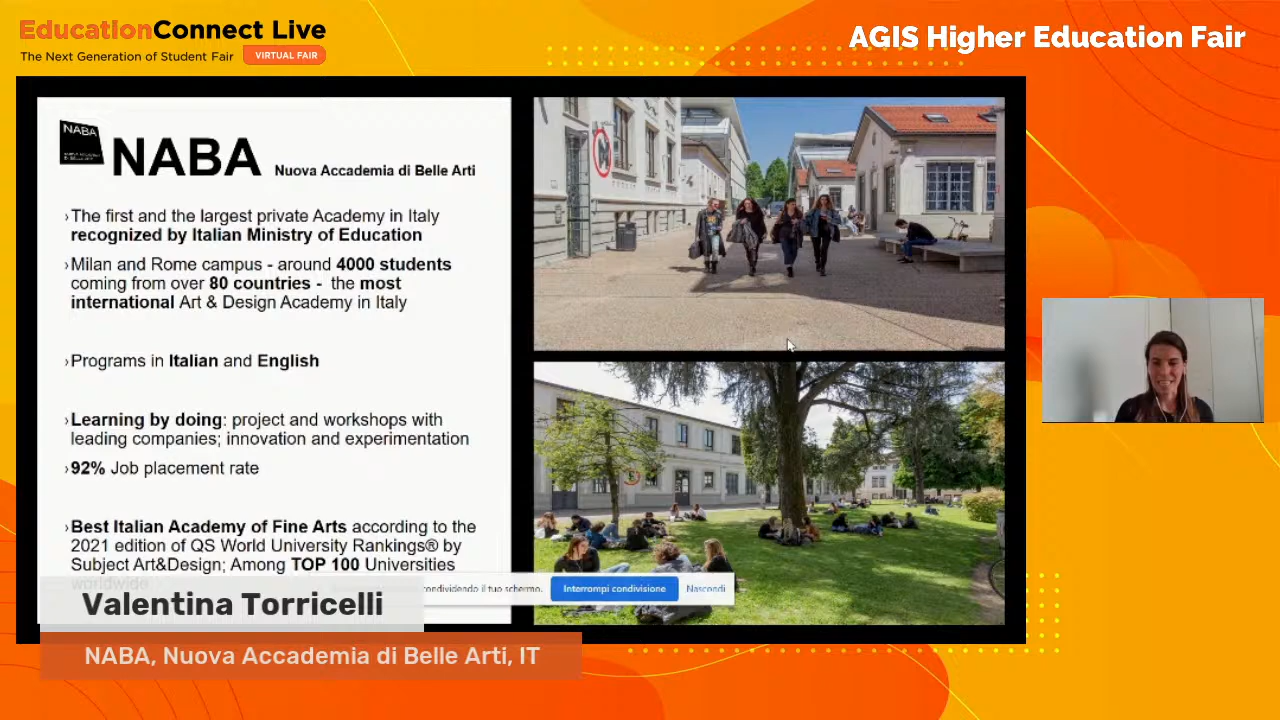 EducationConnect Live
The Next Generation of Student Fair
VIRTUAL FAIR
AGIS Higher Education Fair
NABA
NABA
Nuova Accademia di Belle Arti
›The first and the largest private Academy in Italy
recognized by Italian Ministry of Education
›Milan and Rome campus - around 4000 students
coming from over 80 countries - the most
international Art & Design Academy in Italy
›Programs in Italian and English
›Learning by doing: project and workshops with
leading companies; innovation and experimentation
›92% Job placement rate
›Best Italian Academy of Fine Arts according to the
2021 edition of QS World University Rankings® by
Subject Art&Design; Among TOP 100 Universities
worldwide
condividendo il tuo schermo.
Interrompi condivisione
Nascondi
Valentina Torricelli
NABA, Nuova Accademia di Belle Arti, IT